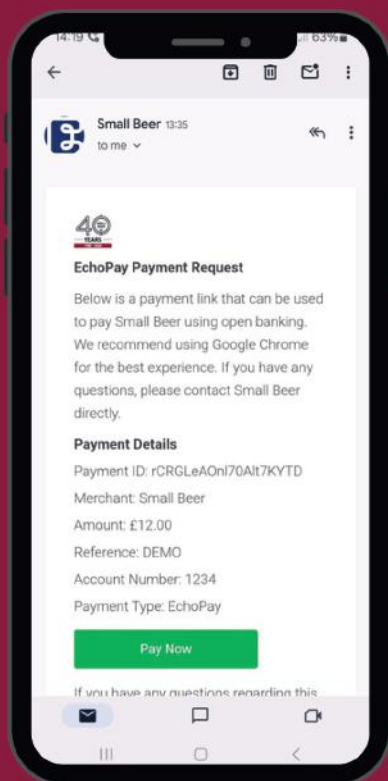 14:19
63%
Small Beer 13:35
to me
40
YEARS
EchoPay Payment Request
Below is a payment link that can be used
to pay Small Beer using open banking.
We recommend using Google Chrome
for the best experience. If you have any
questions, please contact Small Beer
directly.
Payment Details
Payment ID: rCRGLeAOnl70Alt7KYTD
Merchant: Small Beer
Amount: £12.00
Reference: DEMO
Account Number: 1234
Payment Type: EchoPay
Pay Now
If you have any questions regarding this